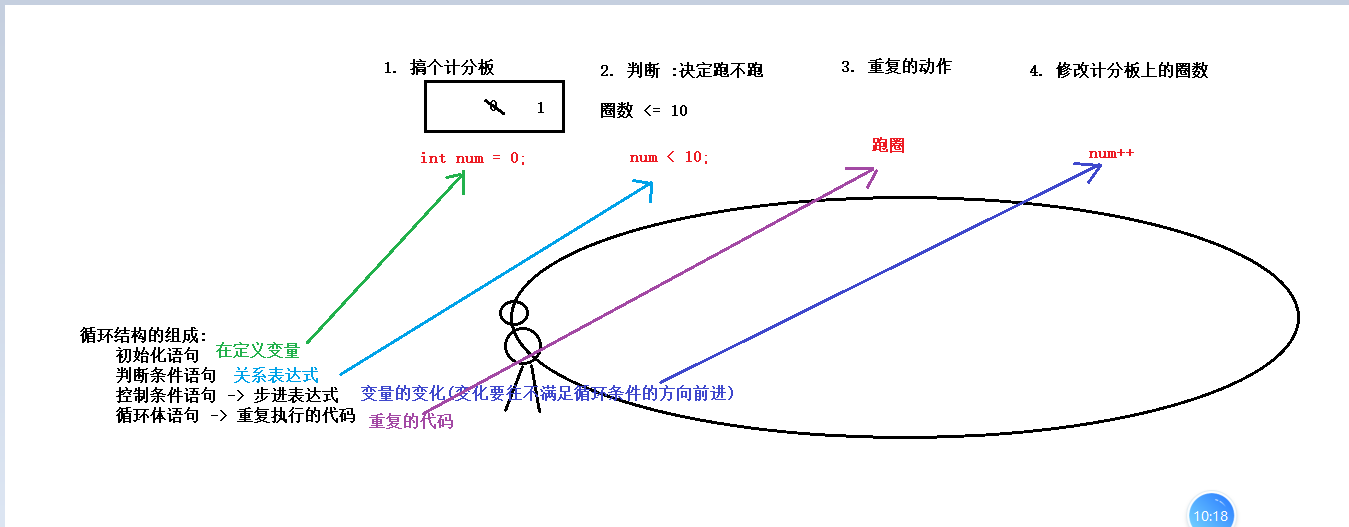 1. 搞个计分板
2. 判断 :决定跑不跑
3. 重复的动作
4. 修改计分板上的圈数
0 1
圈数 <= 10
int num = 0;
num < 10;
跑圈
num++
循环结构的组成:
初始化语句 在定义变量
判断条件语句 关系表达式
控制条件语句 -> 步进表达式 变量的变化(变化要往不满足循环条件的方向前进)
循环体语句 -> 重复执行的代码 重复的代码
10:18